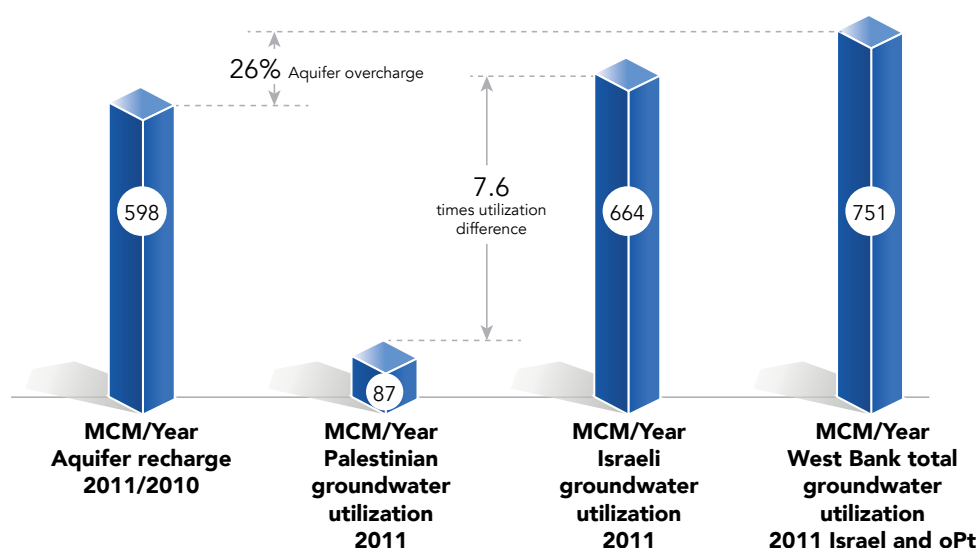 26% Aquifer overcharge
7.6
times utilization
difference
598
87
664
751
MCM/Year
Aquifer recharge
2011/2010
MCM/Year
Palestinian
groundwater
utilization
2011
MCM/Year
Israeli
groundwater
utilization
2011
MCM/Year
West Bank total
groundwater
utilization
2011 Israel and oPt